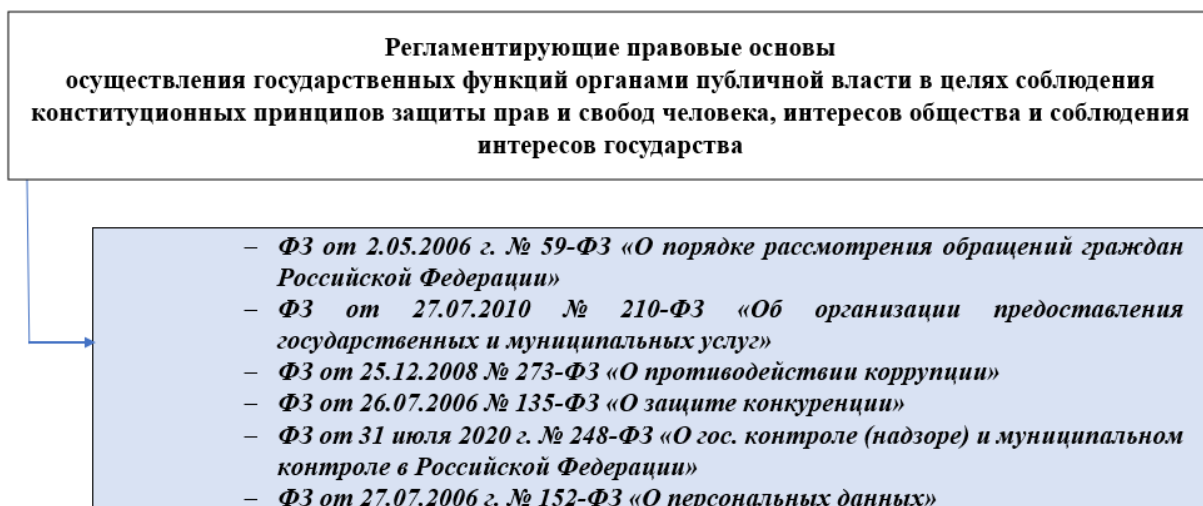 Регламентирующие правовые основы
осуществления государственных функций органами публичной власти в целях соблюдения
конституционных принципов защиты прав и свобод человека, интересов общества и соблюдения
интересов государства
– ФЗ от 2.05.2006 г. № 59-ФЗ «О порядке рассмотрения обращений граждан
Российской Федерации»
– ФЗ от 27.07.2010 № 210-ФЗ «Об организации предоставления
государственных и муниципальных услуг»
– ФЗ от 25.12.2008 № 273-ФЗ «О противодействии коррупции»
– ФЗ от 26.07.2006 № 135-ФЗ «О защите конкуренции»
– ФЗ от 31 июля 2020 г. № 248-ФЗ «О гос. контроле (надзоре) и муниципальном
контроле в Российской Федерации»
– ФЗ от 27.07.2006 г. № 152-ФЗ «О персональных данных»